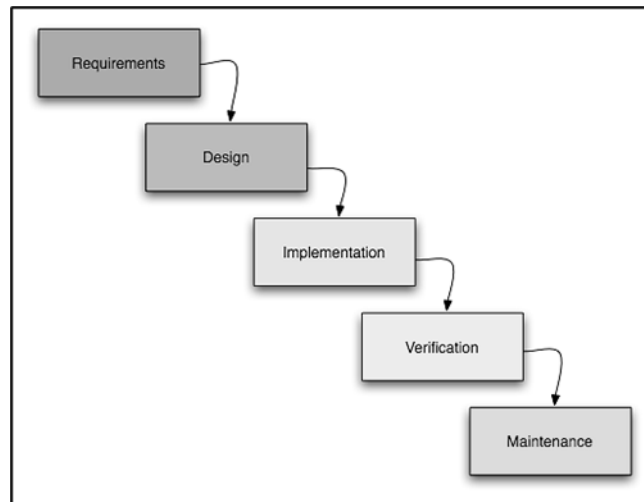 Requirements
Design
Implementation
Verification
Maintenance